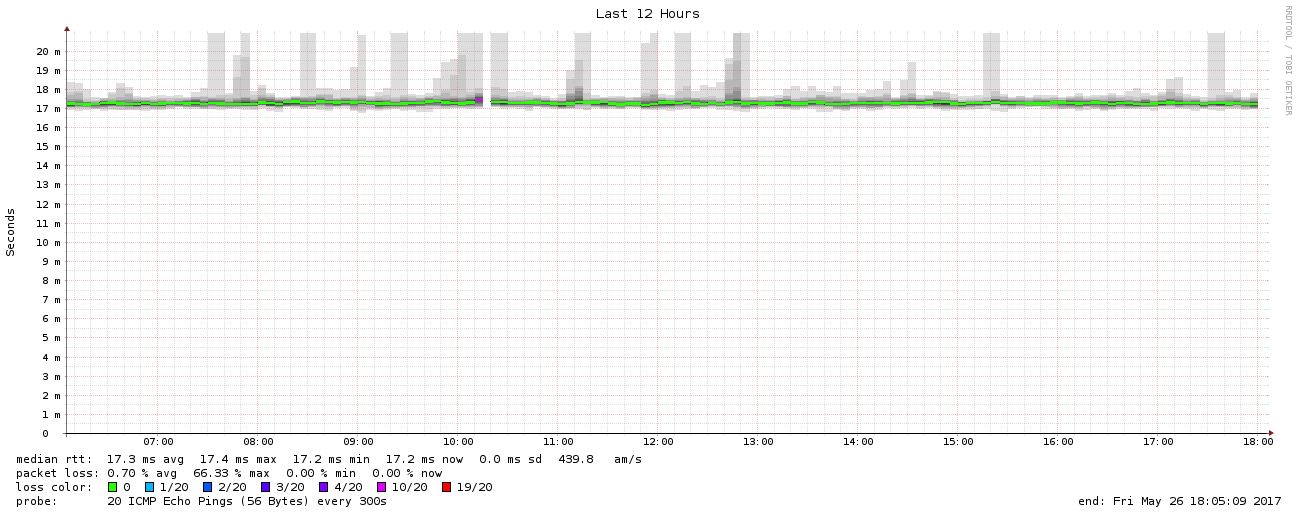 Last 12 Hours
RRDTOOL / TOBI OETIKER
Seconds
20 m
19 m
18 m
17 m
16 m
15 m
14 m
13 m
12 m
11 m
10 m
9 m
8 m
7 m
6 m
5 m
4 m
3 m
2 m
1 m
0
07:00 08:00 09:00 10:00 11:00 12:00 13:00 14:00 15:00 16:00 17:00 18:00
median rtt: 17.3 ms avg 17.4 ms max 17.2 ms min 17.2 ms now 0.0 ms sd 439.8 am/s
packet loss: 0.70 % avg 66.33 % max 0.00 % min 0.00 % now
loss color: 0 1/20 2/20 3/20 4/20 10/20 19/20
probe: 20 ICMP Echo Pings (56 Bytes) every 300s end: Fri May 26 18:05:09 2017